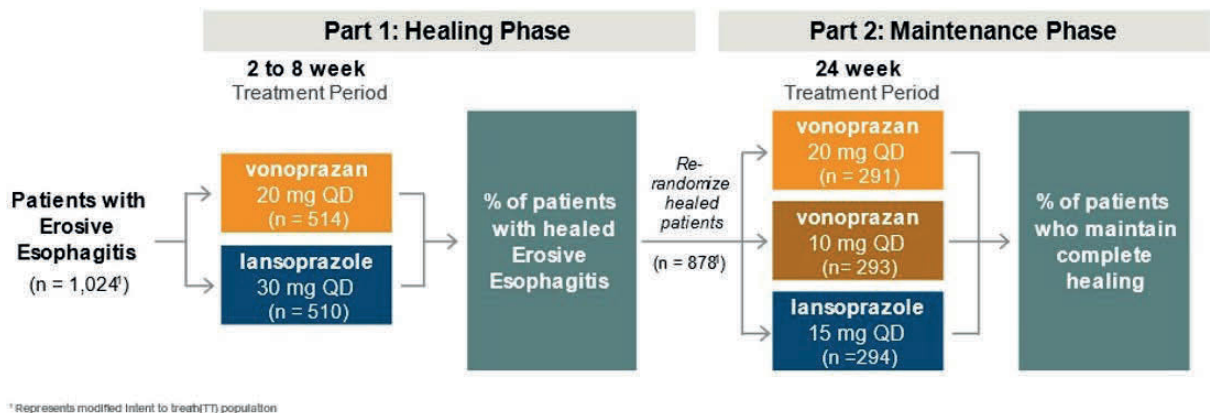 Part 1: Healing Phase
Part 2: Maintenance Phase
2 to 8 week
Treatment Period
24 week
Treatment Period
Patients with
Erosive
Esophagitis
(n = 1,024¹)
vonoprazan
20 mg QD
(n = 514)
lansoprazole
30 mg QD
(n = 510)
% of patients
with healed
Erosive
Esophagitis
Re-
randomize
healed
patients
(n = 878¹)
vonoprazan
20 mg QD
(n = 291)
vonoprazan
10 mg QD
(n= 293)
lansoprazole
15 mg QD
(n =294)
% of patients
who maintain
complete
healing
¹ Represents modified Intent to treat(ITT) population